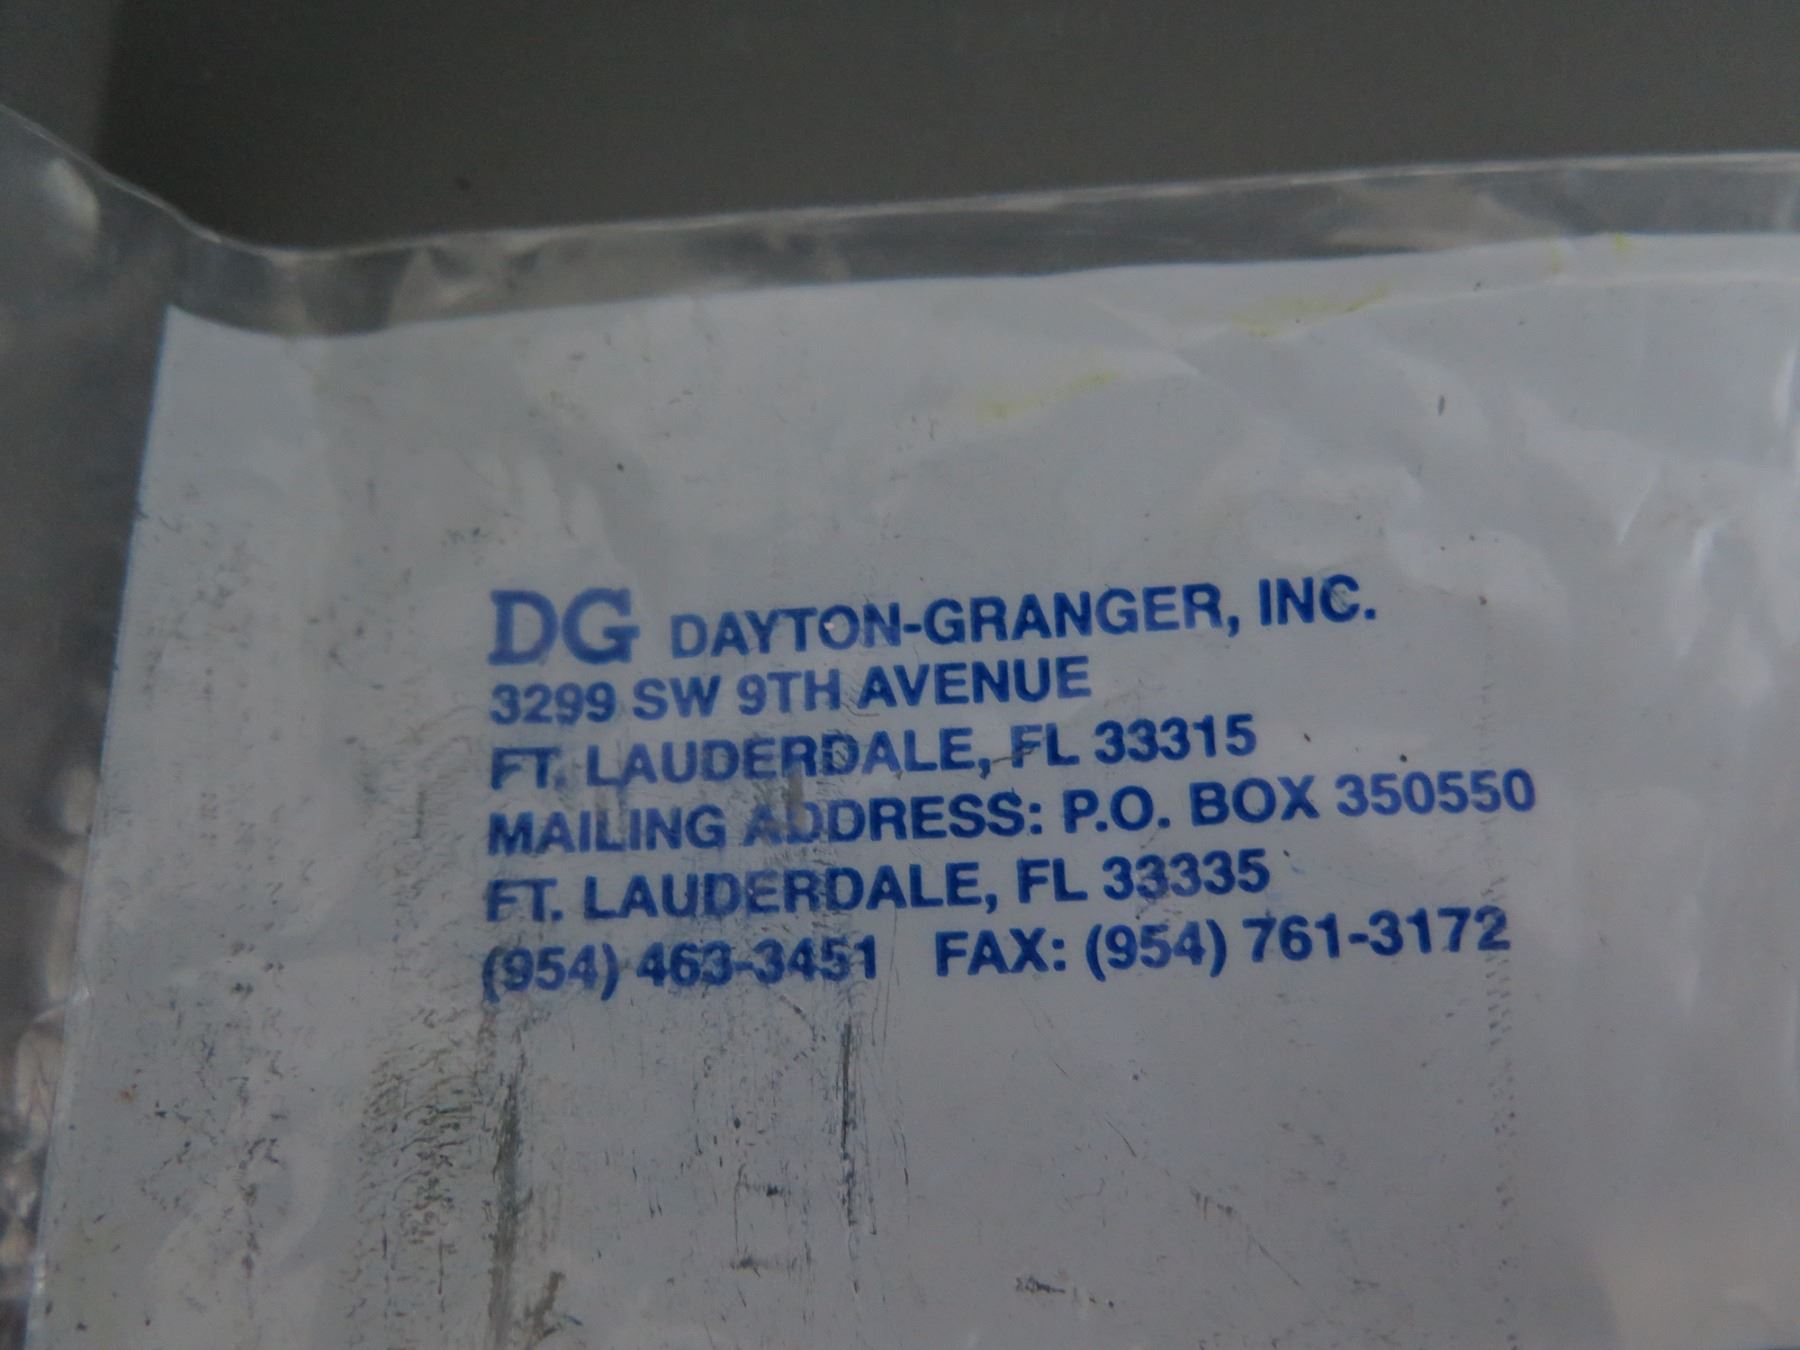 DG DAYTON-GRANGER, INC.
3299 SW 9TH AVENUE
FT. LAUDERDALE, FL 33315
MAILING ADDRESS: P.O. BOX 350550
FT. LAUDERDALE, FL 33335
(954) 463-3451 FAX: (954) 761-3172